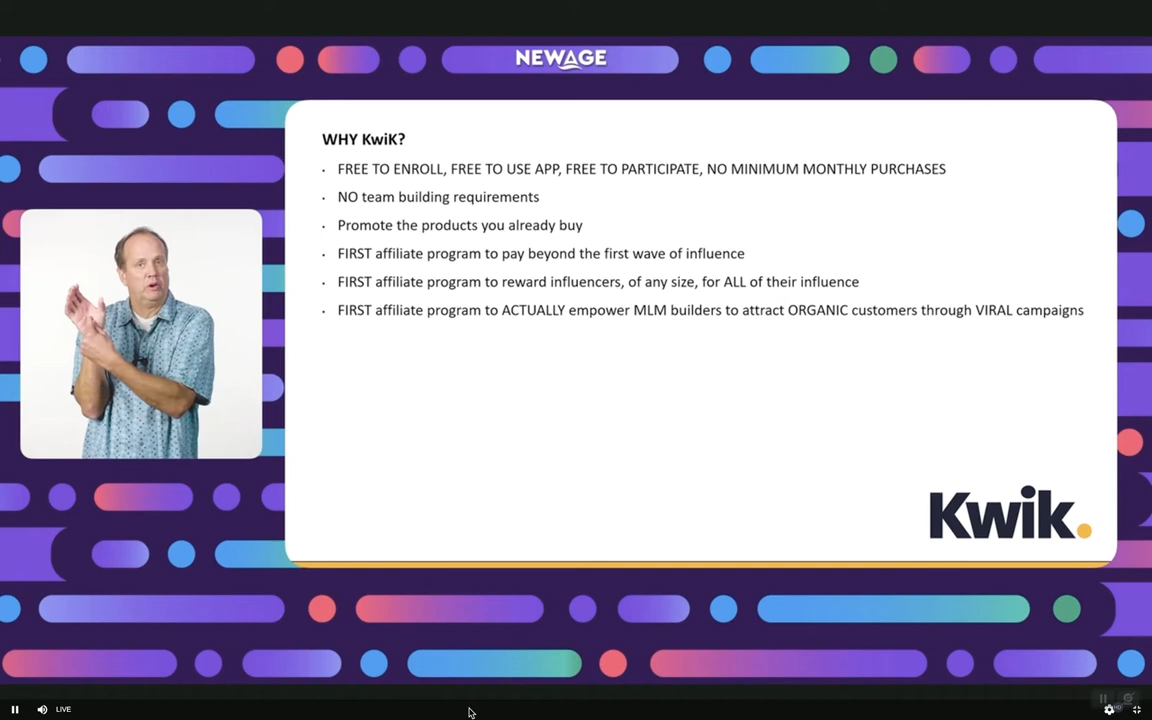 NEWAGE
WHY KwiK?
· FREE TO ENROLL, FREE TO USE APP, FREE TO PARTICIPATE, NO MINIMUM MONTHLY PURCHASES
· NO team building requirements
· Promote the products you already buy
· FIRST affiliate program to pay beyond the first wave of influence
· FIRST affiliate program to reward influencers, of any size, for ALL of their influence
· FIRST affiliate program to ACTUALLY empower MLM builders to attract ORGANIC customers through VIRAL campaigns
Kwik.
LIVE